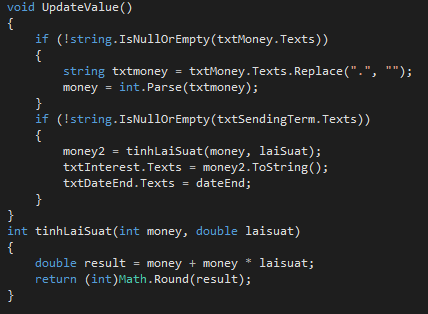 void UpdateValue()
{
    if (!string.IsNullOrEmpty(txtMoney.Texts))
    {
        string txtmoney = txtMoney.Texts.Replace(".", "");
        money = int.Parse(txtmoney);
    }
    if (!string.IsNullOrEmpty(txtSendingTerm.Texts))
    {
        money2 = tinhLaiSuat(money, laiSuat);
        txtInterest.Texts = money2.ToString();
        txtDateEnd.Texts = dateEnd;
    }
}
int tinhLaiSuat(int money, double laisuat)
{
    double result = money + money * laisuat;
    return (int)Math.Round(result);
}